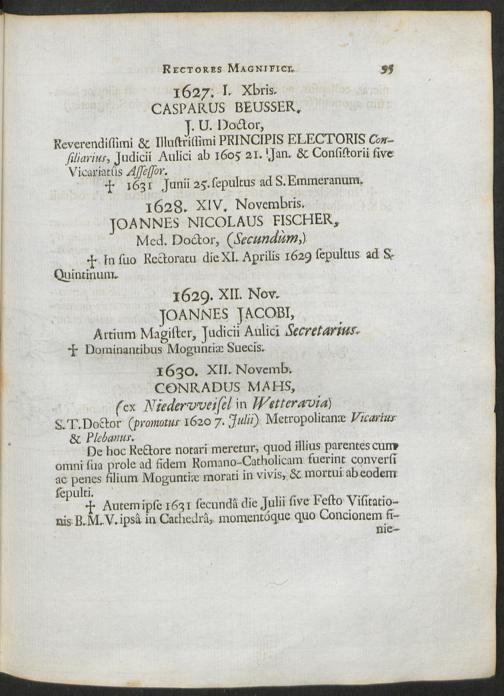 RECTORES MAGNIFICI. 95
1627. I. Xbris.
CASPARUS BEUSSER,
J. U. Doctor,
Reverendiſſimi & Illuſtriſſimi PRINCIPIS ELECTORIS Con-
ſiliarius, Judicii Aulici ab 1605 21. Jan. & Conſiſtorii ſive
Vicariatûs Aſſeſſor.
† 1631 Junii 25. ſepultus ad S. Emmeranum.
1628. XIV. Novembris.
JOANNES NICOLAUS FISCHER,
Med. Doctor, (Secundùm,)
† In ſuo Rectoratu die XI. Aprilis 1629 ſepultus ad S.
Quintinum.
1629. XII. Nov.
JOANNES JACOBI,
Artium Magiſter, Judicii Aulici Secretarius.
† Dominantibus Moguntiæ Suecis.
1630. XII. Novemb.
CONRADUS MAHS,
(ex Niedervveiſel in Wetteravia)
S. T. Doctor (promotus 1620 7. Julii) Metropolitanæ Vicarius
& Plebanus.
De hoc Rectore notari meretur, quod illius parentes cum
omni ſua prole ad fidem Romano-Catholicam fuerint converſi
ac penes filium Moguntiæ morati in vivis, & mortui ab eodem
ſepulti.
† Autem ipſe 1631 ſecundâ die Julii ſive Feſto Viſitatio-
nis B. M. V. ipsâ in Cathedrâ, momentóque quo Concionem fi-
nie-